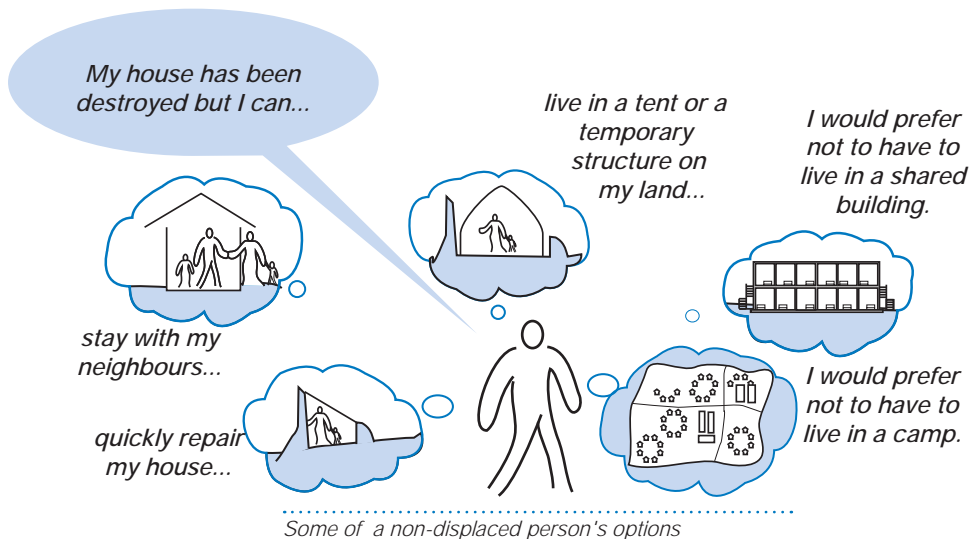 My house has been
destroyed but I can...
live in a tent or a
temporary
structure on
my land...
I would prefer
not to have to
live in a shared
building.
stay with my
neighbours...
quickly repair
my house...
I would prefer
not to have to
live in a camp.
Some of a non-displaced person's options